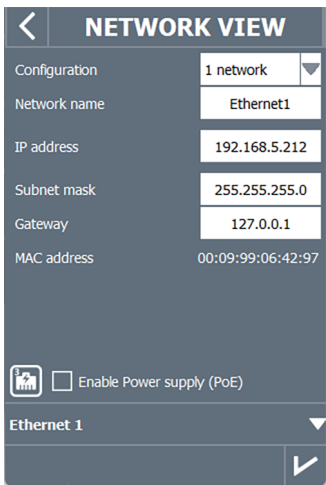 NETWORK VIEW
Configuration 1 network
Network name Ethernet1
IP address 192.168.5.212
Subnet mask 255.255.255.0
Gateway 127.0.0.1
MAC address 00:09:99:06:42:97
3
Enable Power supply (PoE)
Ethernet 1